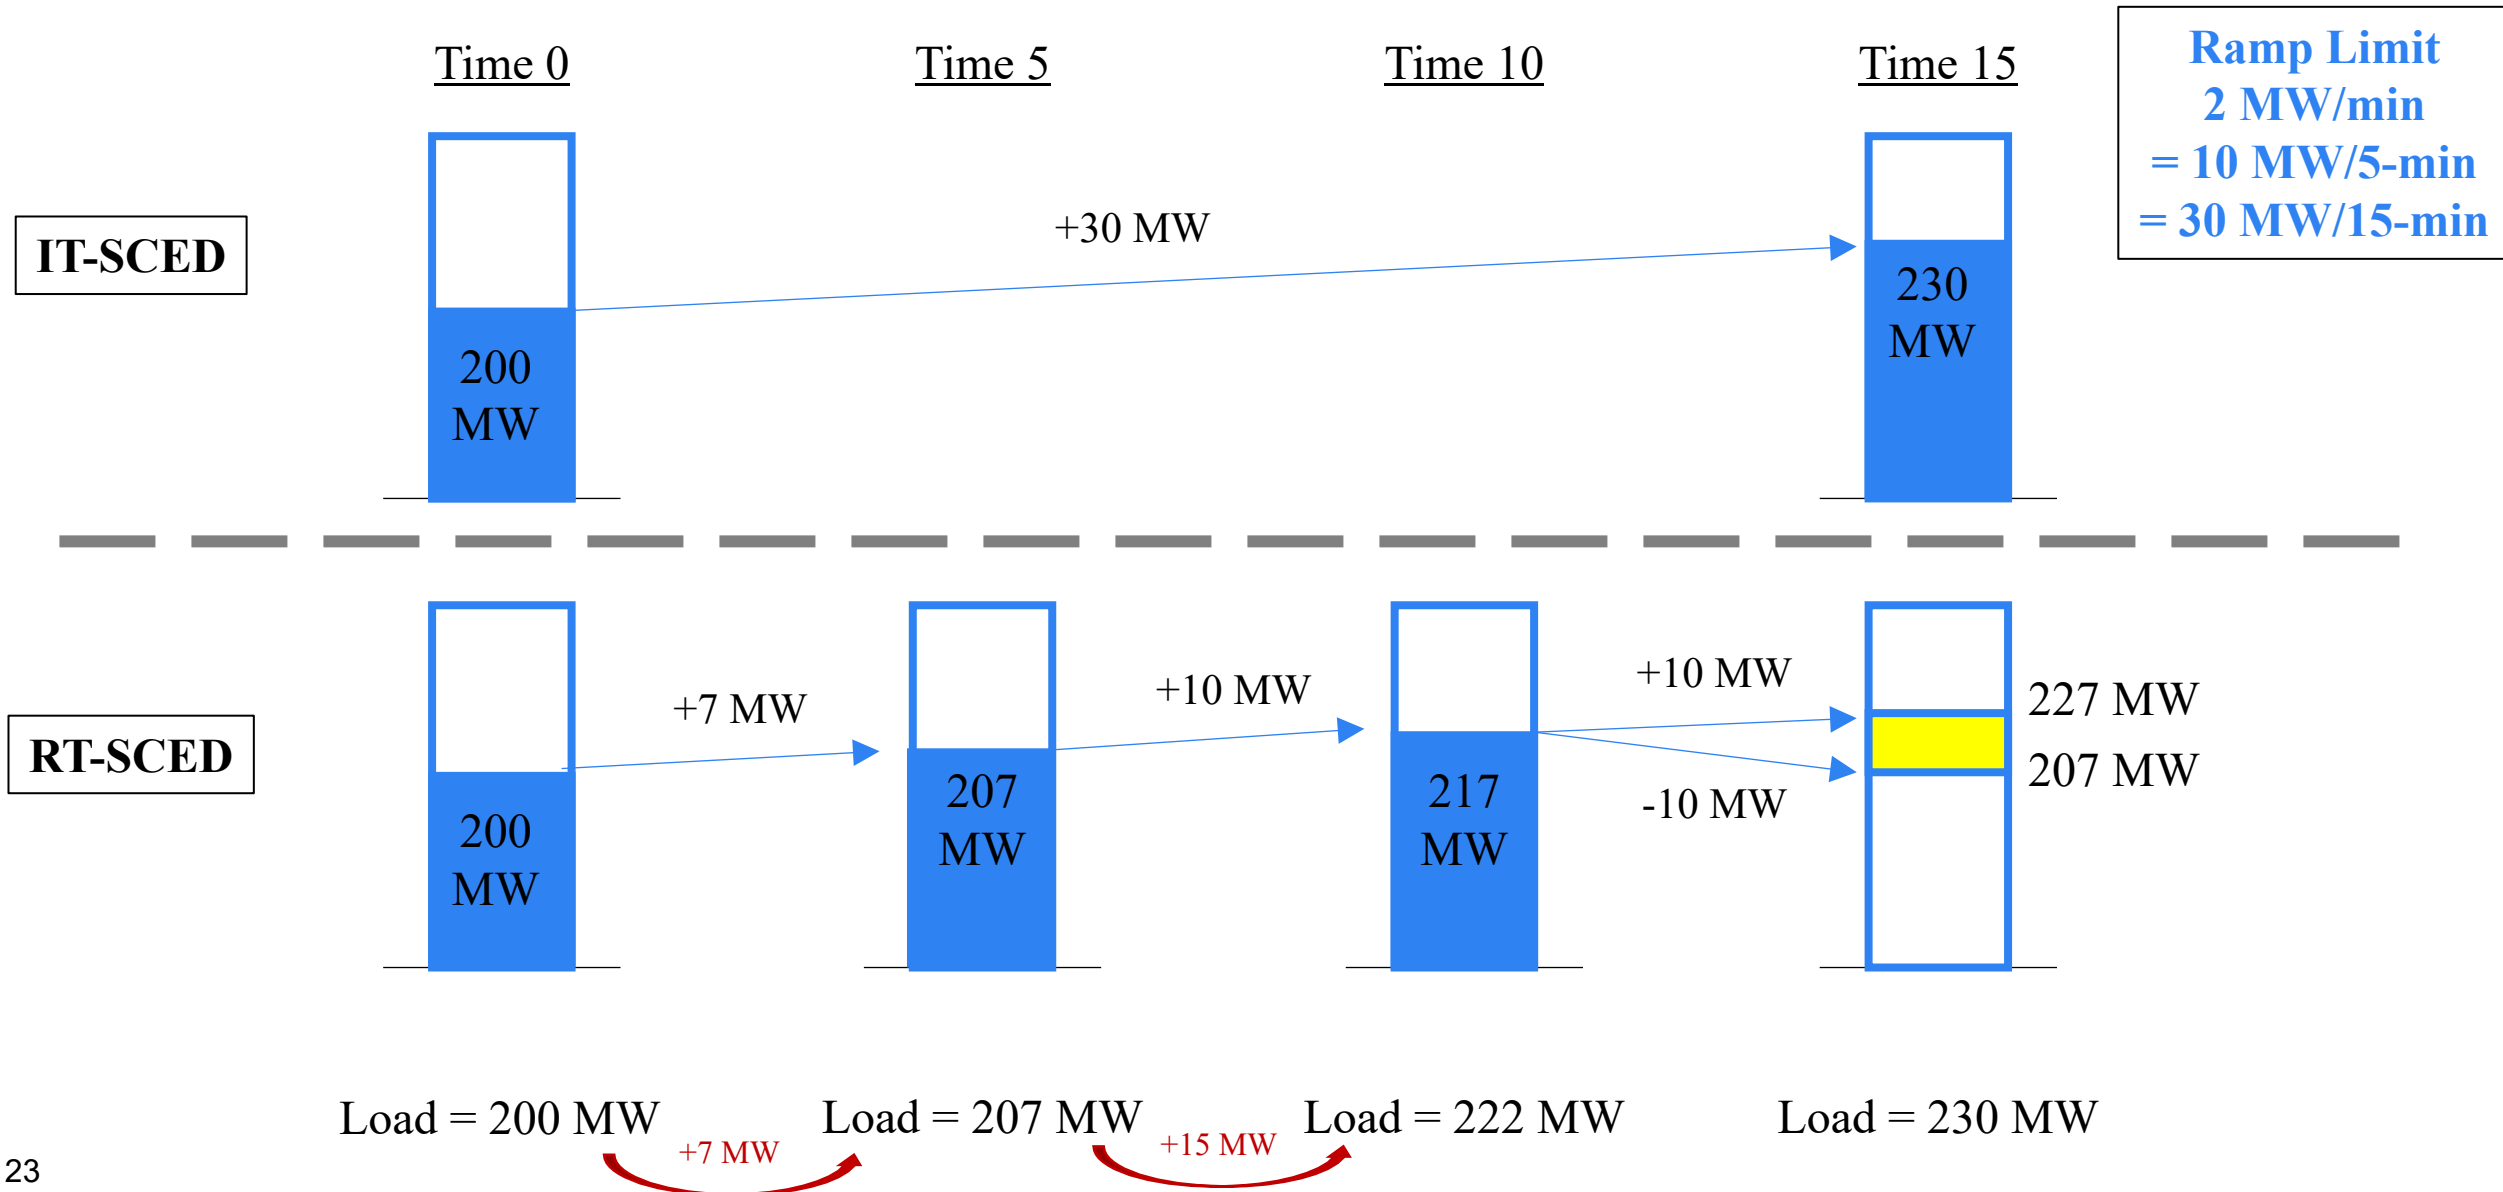 Time 0
Time 5
Time 10
Time 15
Ramp Limit
2 MW/min
= 10 MW/5-min
= 30 MW/15-min
IT-SCED
+30 MW
200
MW
230
MW
RT-SCED
+7 MW
+10 MW
+10 MW
-10 MW
227 MW
207 MW
200
MW
207
MW
217
MW
Load = 200 MW
Load = 207 MW
Load = 222 MW
Load = 230 MW
+7 MW
+15 MW
23